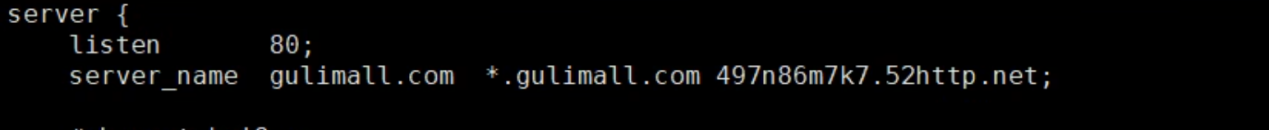 server {
    listen       80;
    server_name  gulimall.com  *.gulimall.com 497n86m7k7.52http.net;